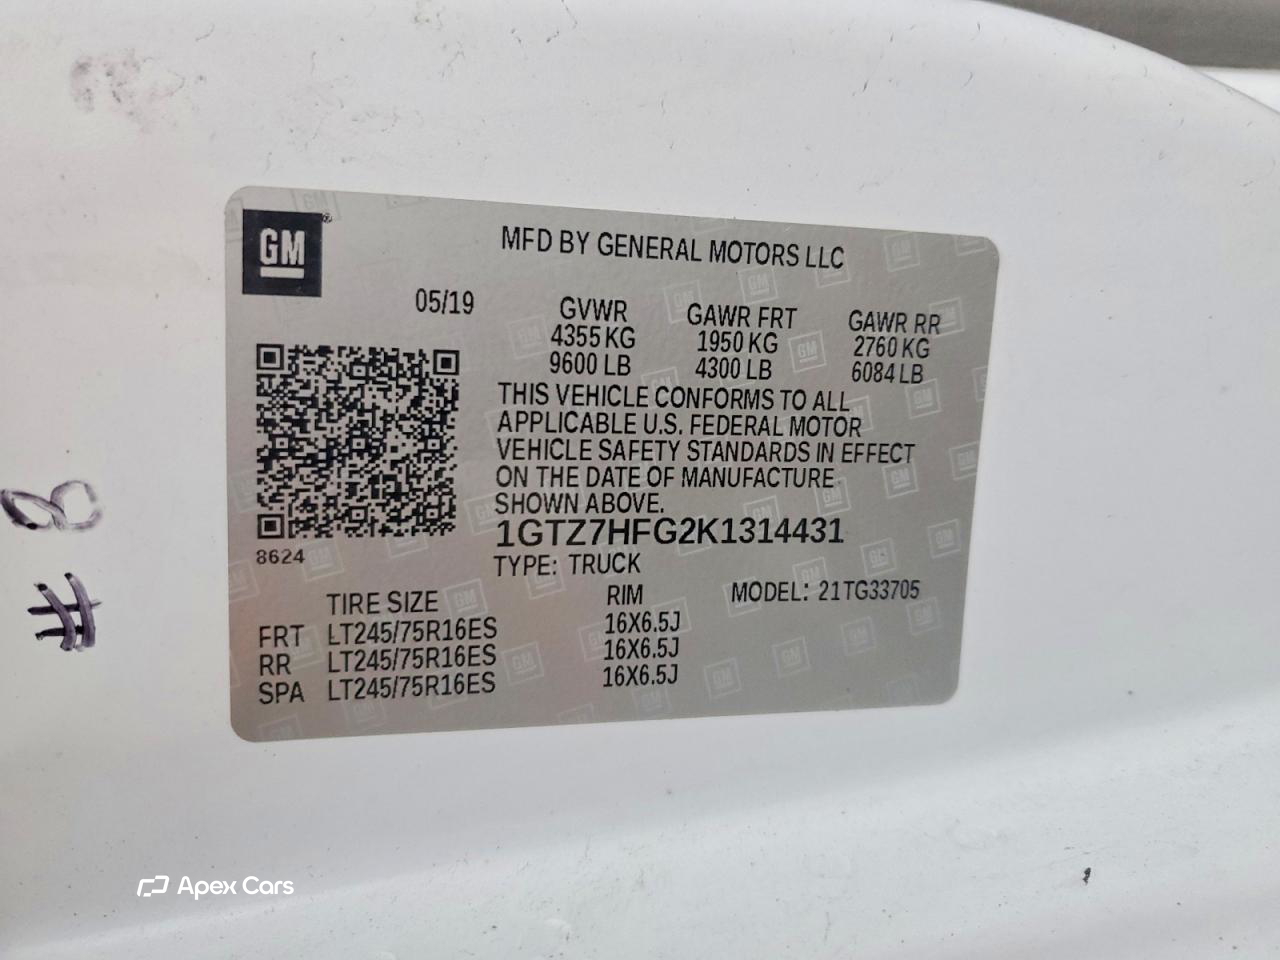 GM
MFD BY GENERAL MOTORS LLC
05/19
GVWR GAWR FRT GAWR RR
4355 KG 1950 KG 2760 KG
9600 LB 4300 LB 6084 LB
THIS VEHICLE CONFORMS TO ALL
APPLICABLE U.S. FEDERAL MOTOR
VEHICLE SAFETY STANDARDS IN EFFECT
ON THE DATE OF MANUFACTURE
SHOWN ABOVE.
1GTZ7HFG2K1314431
8624
TYPE: TRUCK
MODEL: 21TG33705
TIRE SIZE RIM
FRT LT245/75R16ES 16X6.5J
RR LT245/75R16ES 16X6.5J
SPA LT245/75R16ES 16X6.5J
# 8
Apex Cars